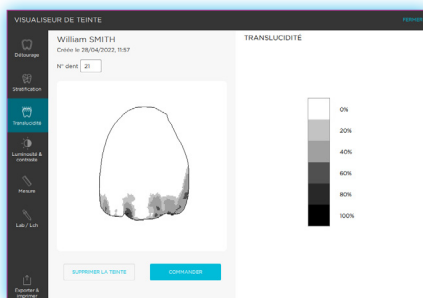 VISUALISEUR DE TEINTE
FERMER
Détourage
Stratification
Translucidité
Luminosité &
contraste
Mesure
Lab / Lch
Exporter &
imprimer
William SMITH
Créée le 28/04/2022, 11:57
N° dent 21
SUPPRIMER LA TEINTE
COMMANDER
TRANSLUCIDITÉ
0%
20%
40%
60%
80%
100%